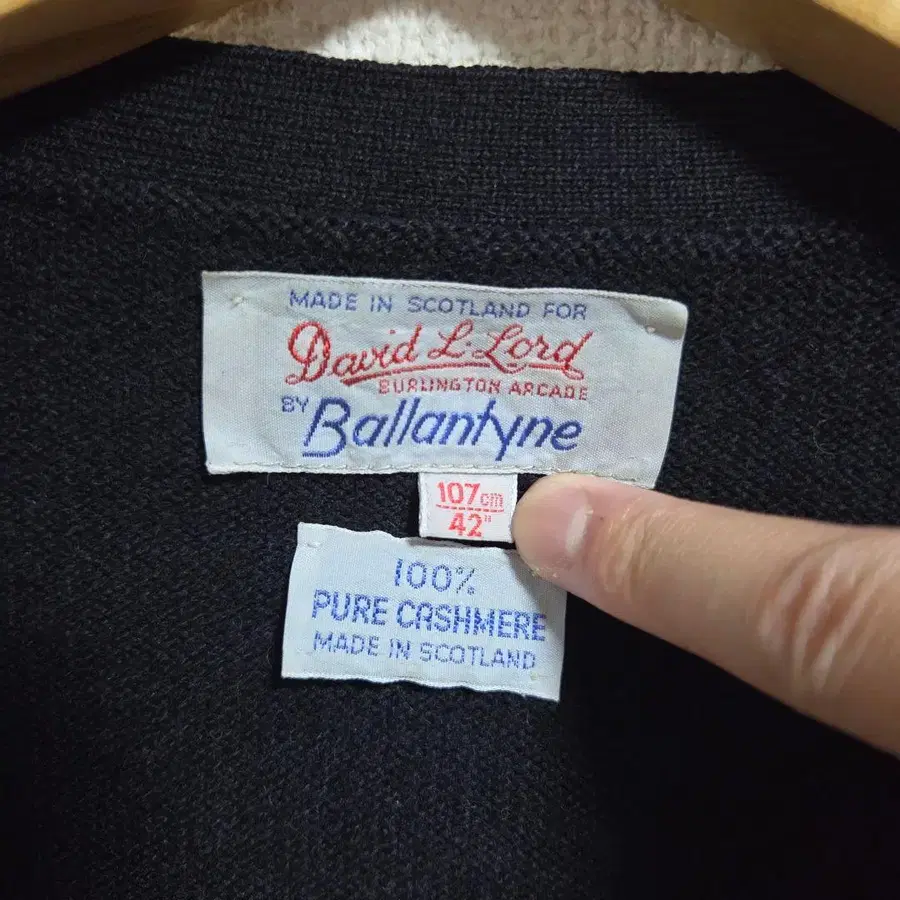 MADE IN SCOTLAND FOR
David L. Lord
BURLINGTON ARCADE
BY Ballantyne
107cm
42"
100%
PURE CASHMERE
MADE IN SCOTLAND